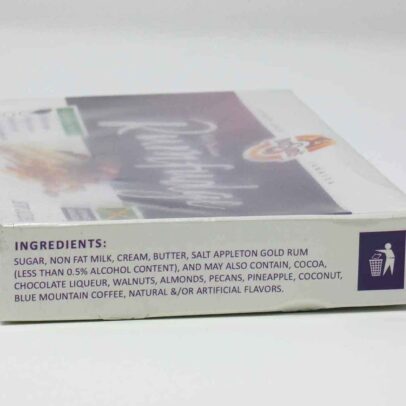 INGREDIENTS:
SUGAR, NON FAT MILK, CREAM, BUTTER, SALT APPLETON GOLD RUM
(LESS THAN 0.5% ALCOHOL CONTENT), AND MAY ALSO CONTAIN, COCOA,
CHOCOLATE LIQUEUR, WALNUTS, ALMONDS, PECANS, PINEAPPLE, COCONUT,
BLUE MOUNTAIN COFFEE, NATURAL &/OR ARTIFICIAL FLAVORS.